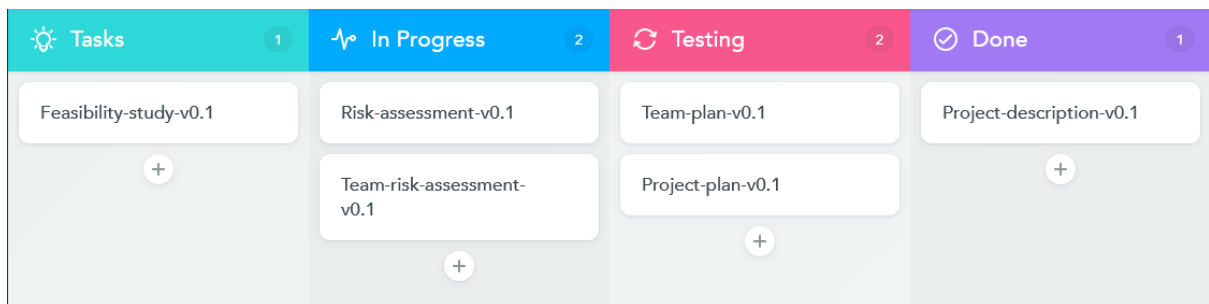 Tasks 1
In Progress 2
Testing 2
Done 1
Feasibility-study-v0.1
Risk-assessment-v0.1
Team-risk-assessment-
v0.1
Team-plan-v0.1
Project-plan-v0.1
Project-description-v0.1